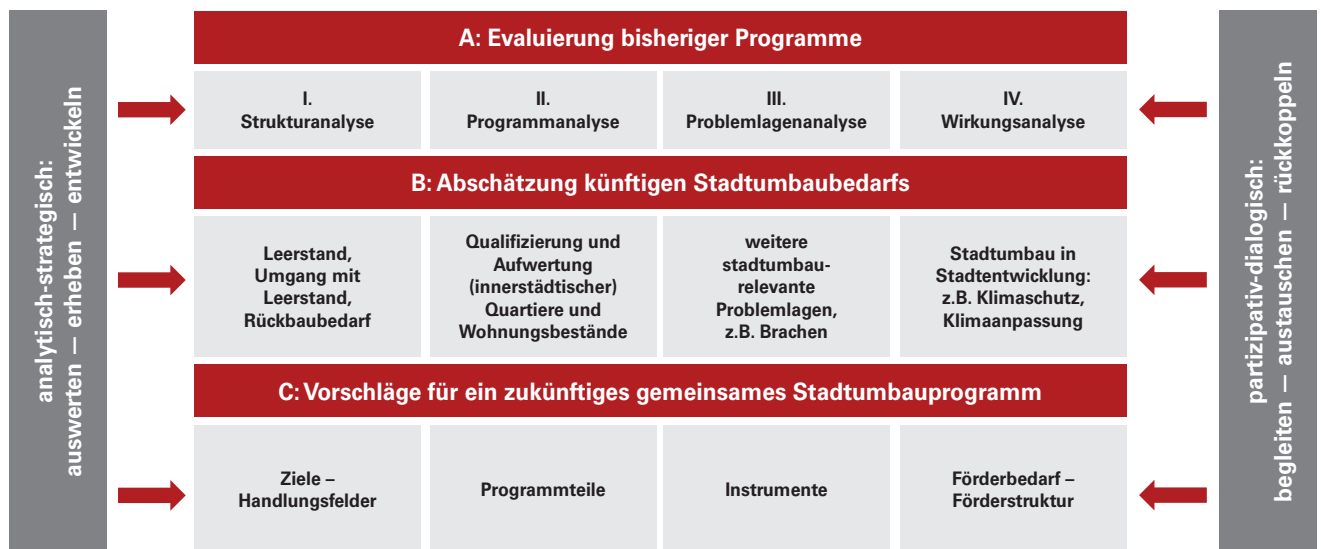 analytisch-strategisch:
auswerten — erheben — entwickeln
A: Evaluierung bisheriger Programme
I.
Strukturanalyse
II.
Programmanalyse
III.
Problemlagenanalyse
IV.
Wirkungsanalyse
B: Abschätzung künftigen Stadtumbaubedarfs
Leerstand,
Umgang mit
Leerstand,
Rückbaubedarf
Qualifizierung und
Aufwertung
(innerstädtischer)
Quartiere und
Wohnungsbestände
weitere
stadtumbau-
relevante
Problemlagen,
z.B. Brachen
Stadtumbau in
Stadtentwicklung:
z.B. Klimaschutz,
Klimaanpassung
C: Vorschläge für ein zukünftiges gemeinsames Stadtumbauprogramm
Ziele –
Handlungsfelder
Programmteile
Instrumente
Förderbedarf –
Förderstruktur
partizipativ-dialogisch:
begleiten — austauschen — rückkoppeln